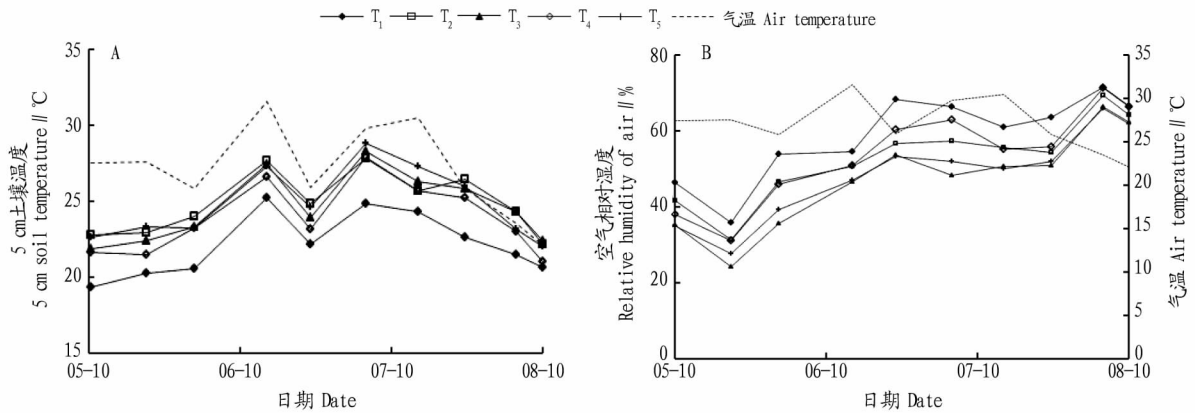 T₁ T₂ T₃ T₄ T₅ 气温 Air temperature
A
35
30
25
20
15
5 cm土壤温度
5 cm soil temperature∥℃
05-10 06-10 07-10 08-10
日期 Date
B
80
60
40
20
0
空气相对湿度
Relative humidity of air∥%
35
30
25
20
15
10
5
0
气温 Air temperature∥℃
05-10 06-10 07-10 08-10
日期 Date